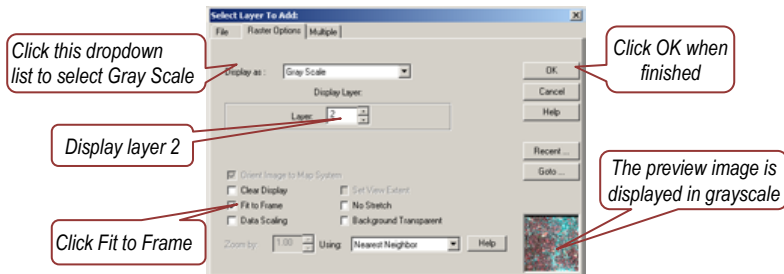 Select Layer To Add:
File Raster Options Multiple
Click this dropdown
list to select Gray Scale
Display as : Gray Scale
OK
Click OK when
finished
Display Layer:
Cancel
Layer: 2
Help
Display layer 2
Recent ...
Orient Image to Map System
Goto ...
Clear Display Set View Extent
Fit to Frame No Stretch
Data Scaling Background Transparent
The preview image is
displayed in grayscale
Click Fit to Frame
Zoom by: 1.00 Using: Nearest Neighbor Help